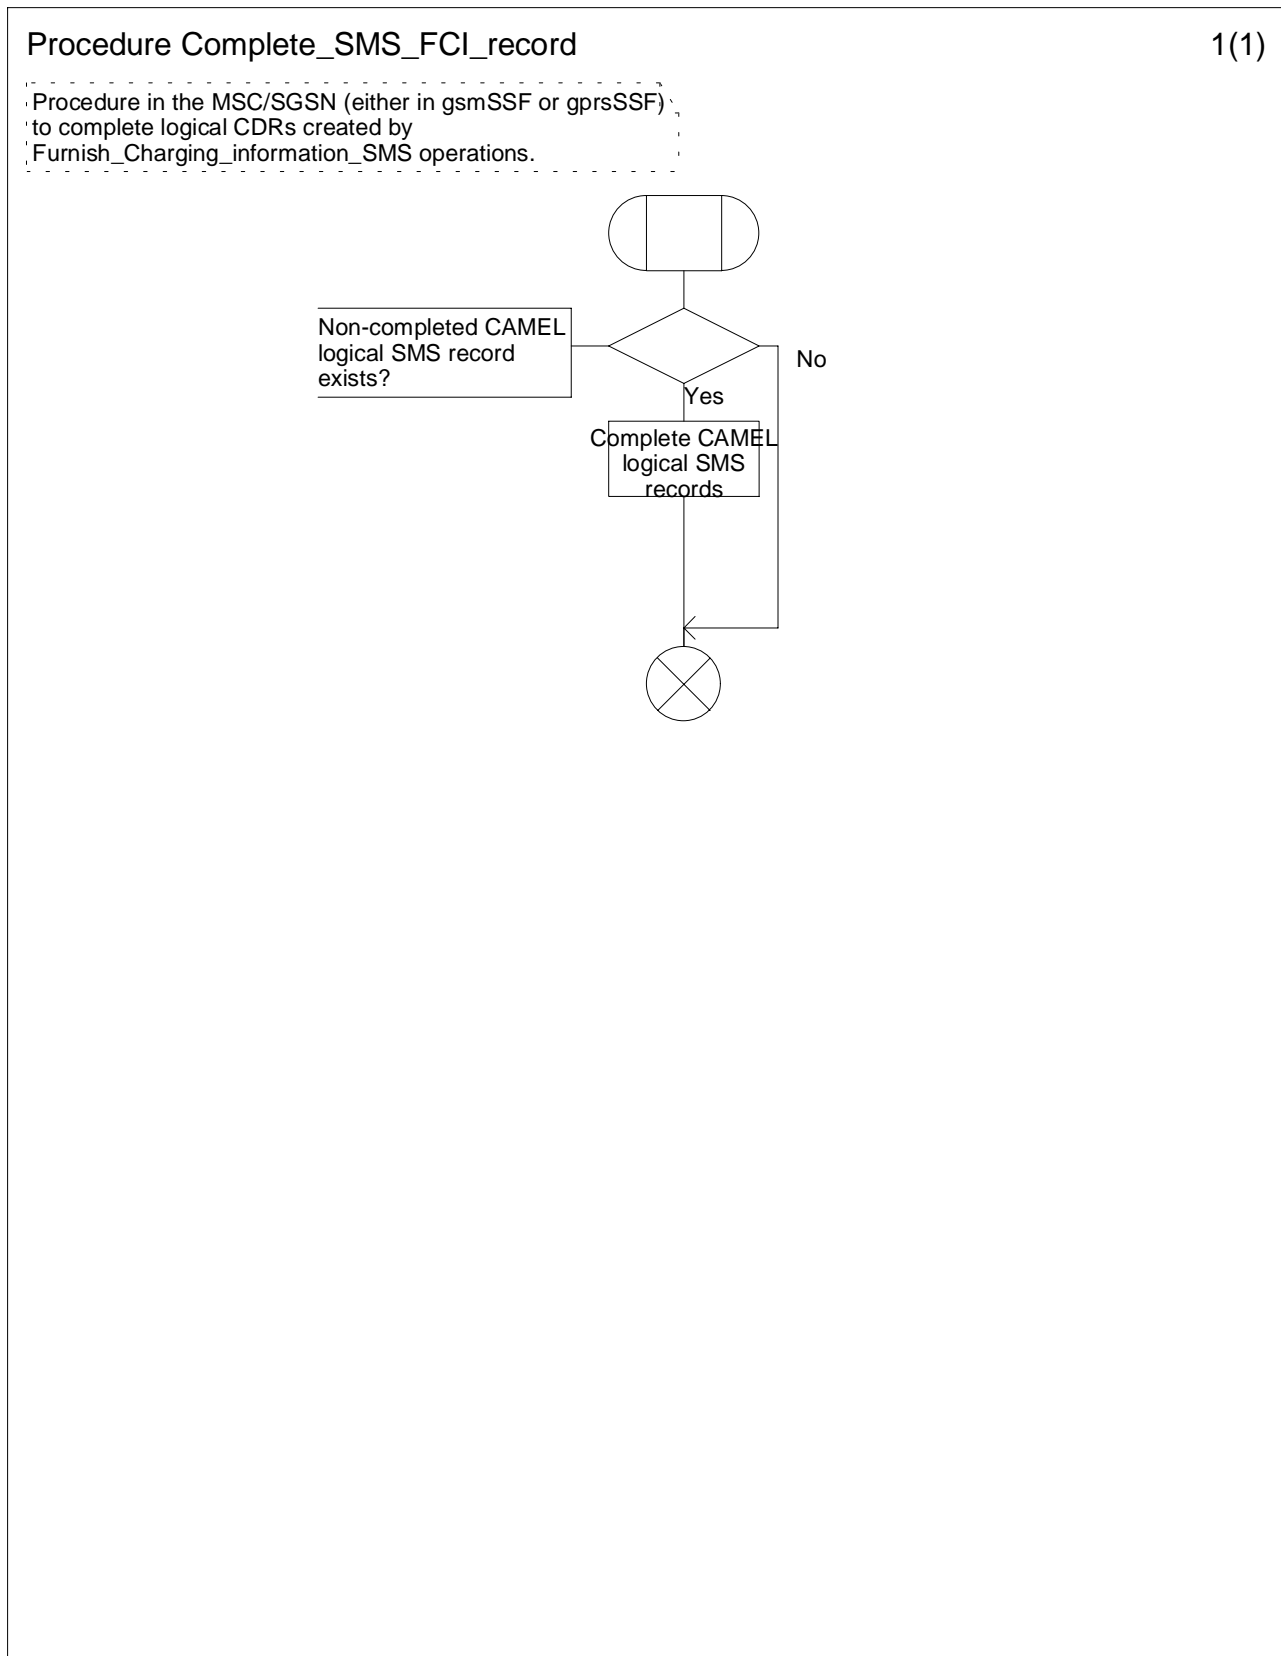 Procedure Complete_SMS_FCI_record
1(1)
Procedure in the MSC/SGSN (either in gsmSSF or gprsSSF)
to complete logical CDRs created by
Furnish_Charging_information_SMS operations.
Non-completed CAMEL
logical SMS record
exists?
No
Yes
Complete CAMEL
logical SMS
records